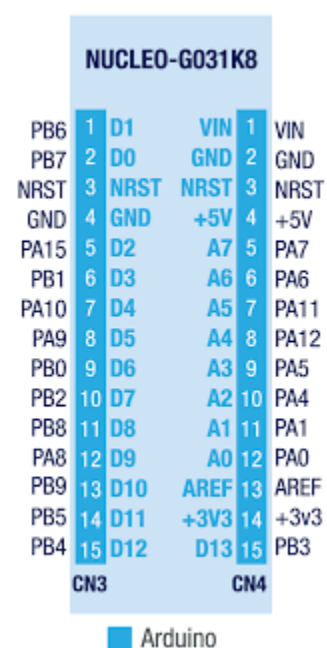 NUCLEO-G031K8
PB6 1 D1 VIN 1 VIN
PB7 2 D0 GND 2 GND
NRST 3 NRST NRST 3 NRST
GND 4 GND +5V 4 +5V
PA15 5 D2 A7 5 PA7
PB1 6 D3 A6 6 PA6
PA10 7 D4 A5 7 PA11
PA9 8 D5 A4 8 PA12
PB0 9 D6 A3 9 PA5
PB2 10 D7 A2 10 PA4
PB8 11 D8 A1 11 PA1
PA8 12 D9 A0 12 PA0
PB9 13 D10 AREF 13 AREF
PB5 14 D11 +3V3 14 +3v3
PB4 15 D12 D13 15 PB3
CN3 CN4
Arduino